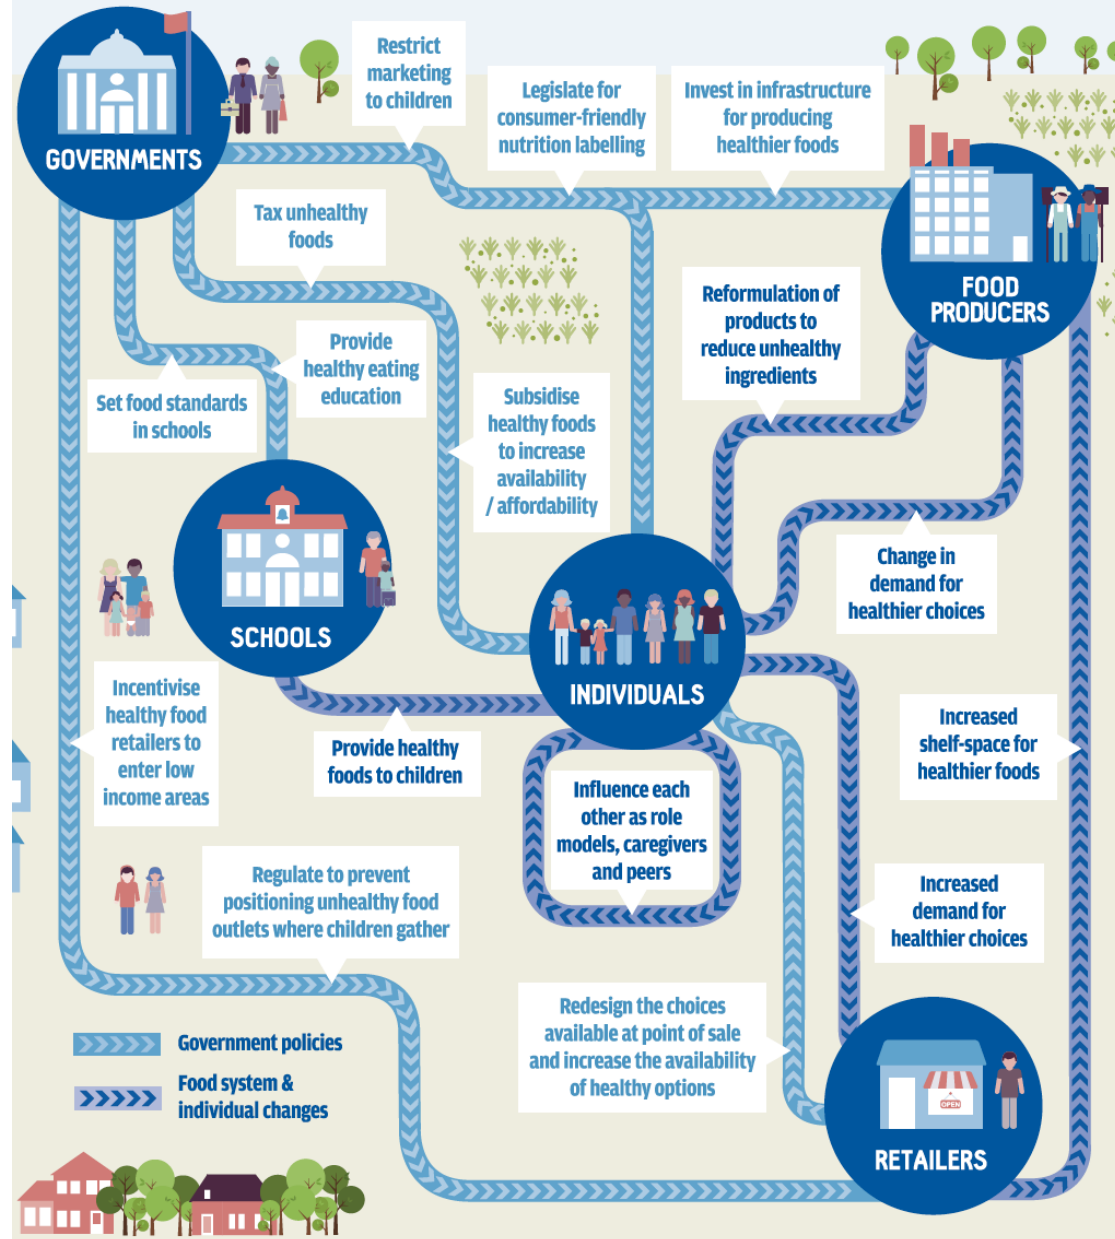 GOVERNMENTS
Restrict
marketing
to children
Legislate for
consumer-friendly
nutrition labelling
Invest in infrastructure
for producing
healthier foods
FOOD
PRODUCERS
Tax unhealthy
foods
Provide
healthy eating
education
Set food standards
in schools
Subsidise
healthy foods
to increase
availability
/ affordability
Reformulation of
products to
reduce unhealthy
ingredients
Change in
demand for
healthier choices
SCHOOLS
INDIVIDUALS
Incentivise
healthy food
retailers to
enter low
income areas
Provide healthy
foods to children
Influence each
other as role
models, caregivers
and peers
Increased
shelf-space for
healthier foods
Increased
demand for
healthier choices
Regulate to prevent
positioning unhealthy food
outlets where children gather
Redesign the choices
available at point of sale
and increase the availability
of healthy options
Government policies
Food system &
individual changes
OPEN
RETAILERS